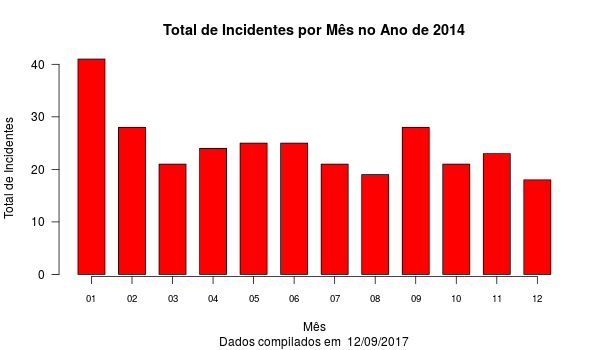 Total de Incidentes por Mês no Ano de 2014
Total de Incidentes
40
30
20
10
0
01 02 03 04 05 06 07 08 09 10 11 12
Mês
Dados compilados em 12/09/2017